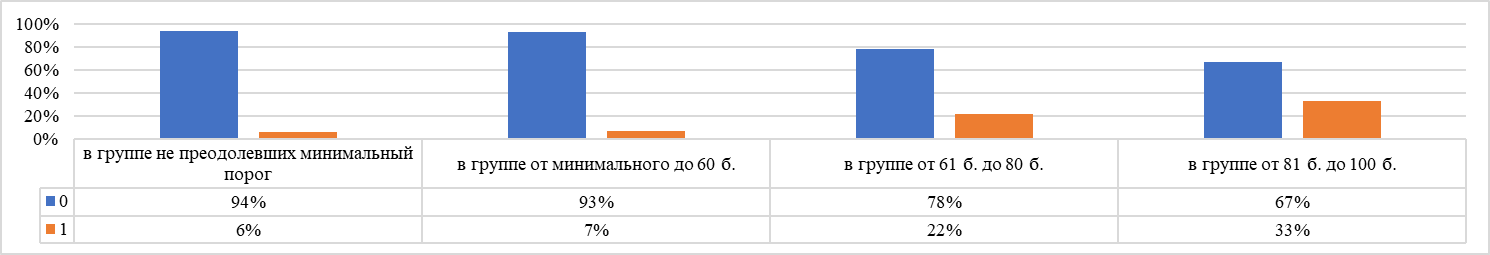 100%
80%
60%
40%
20%
0%
в группе не преодолевших минимальный
порог
в группе от минимального до 60 б.
в группе от 61 б. до 80 б.
в группе от 81 б. до 100 б.
0 94% 93% 78% 67%
1 6% 7% 22% 33%